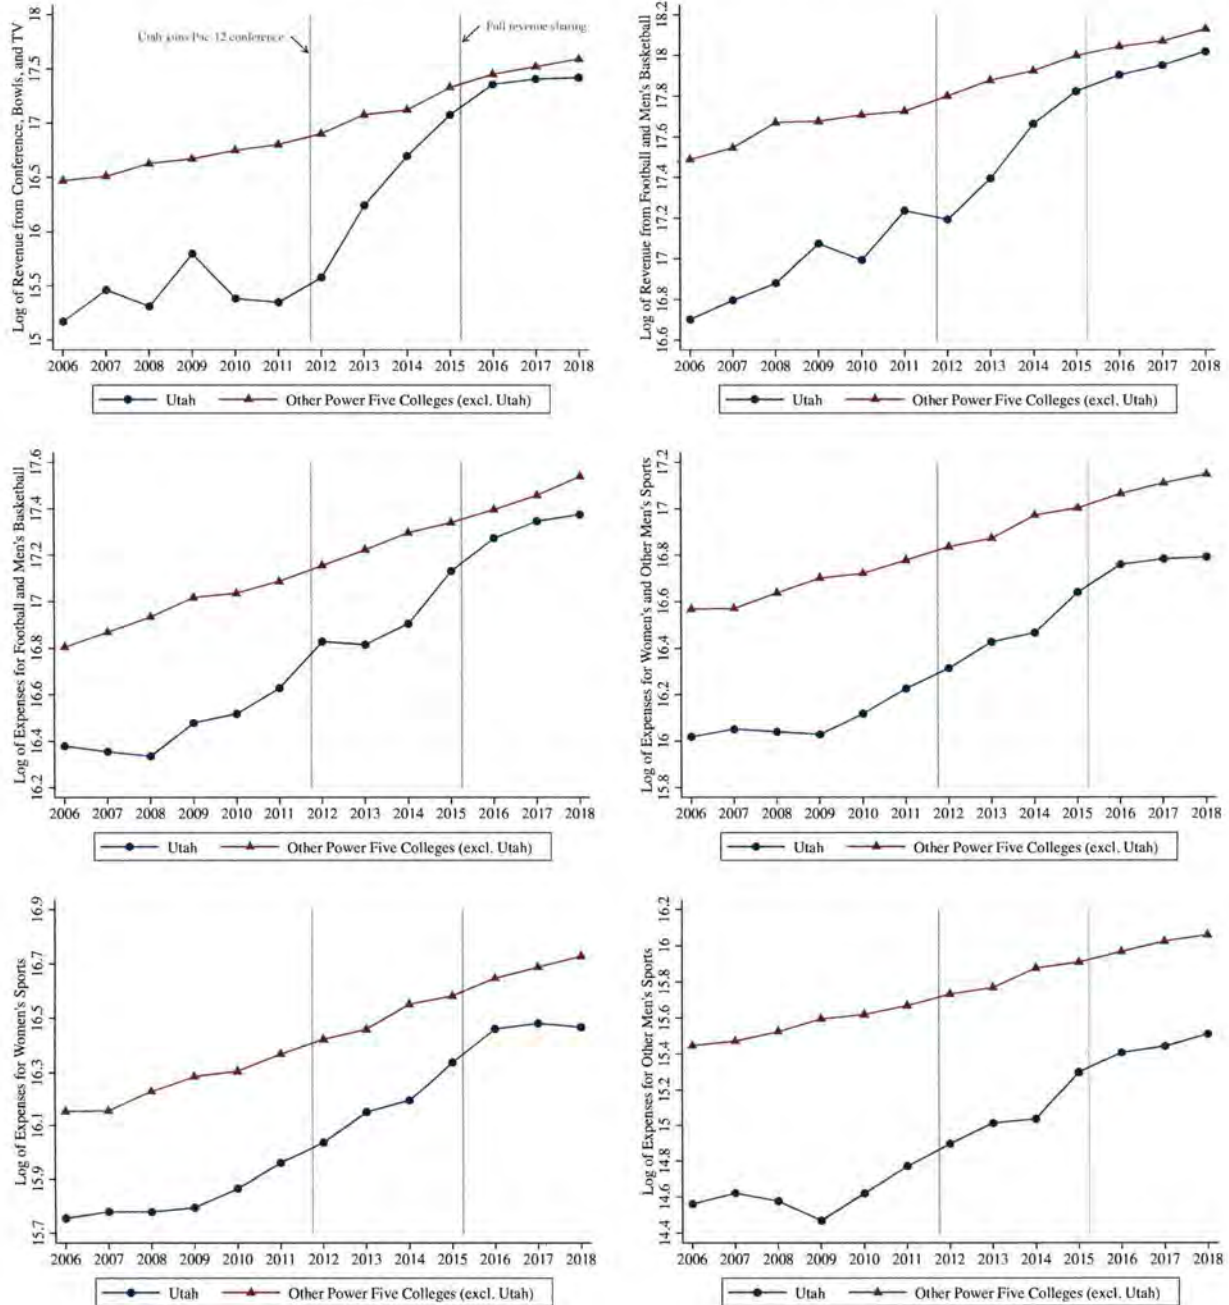 Log of Revenue from Conference, Bowls, and TV
15 15.5 16 16.5 17 17.5 18
Utah joins Pac-12 conference
Full revenue sharing
2006 2007 2008 2009 2010 2011 2012 2013 2014 2015 2016 2017 2018
Utah Other Power Five Colleges (excl. Utah)
Log of Revenue from Football and Men's Basketball
16.6 16.8 17 17.2 17.4 17.6 17.8 18 18.2
2006 2007 2008 2009 2010 2011 2012 2013 2014 2015 2016 2017 2018
Utah Other Power Five Colleges (excl. Utah)
Log of Expenses for Football and Men's Basketball
16.2 16.4 16.6 16.8 17 17.2 17.4 17.6
2006 2007 2008 2009 2010 2011 2012 2013 2014 2015 2016 2017 2018
Utah Other Power Five Colleges (excl. Utah)
Log of Expenses for Women's and Other Men's Sports
15.8 16 16.2 16.4 16.6 16.8 17 17.2
2006 2007 2008 2009 2010 2011 2012 2013 2014 2015 2016 2017 2018
Utah Other Power Five Colleges (excl. Utah)
Log of Expenses for Women's Sports
15.7 15.9 16.1 16.3 16.5 16.7 16.9
2006 2007 2008 2009 2010 2011 2012 2013 2014 2015 2016 2017 2018
Utah Other Power Five Colleges (excl. Utah)
Log of Expenses for Other Men's Sports
14.4 14.6 14.8 15 15.2 15.4 15.6 15.8 16 16.2
2006 2007 2008 2009 2010 2011 2012 2013 2014 2015 2016 2017 2018
Utah Other Power Five Colleges (excl. Utah)